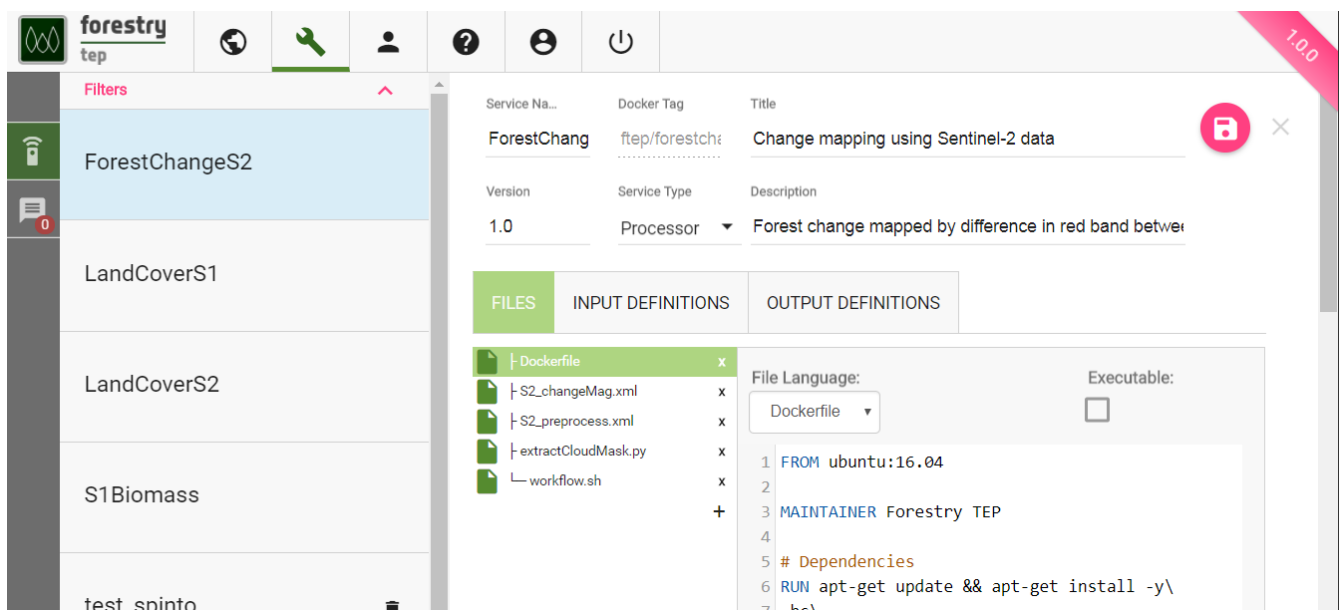 forestry
tep
1.0.0
Filters
ForestChangeS2
0
LandCoverS1
LandCoverS2
S1Biomass
test_spinto
Service Na...
Docker Tag
Title
ForestChang
ftep/forestcha
Change mapping using Sentinel-2 data
Version
Service Type
Description
1.0
Processor
Forest change mapped by difference in red band betwee
FILES
INPUT DEFINITIONS
OUTPUT DEFINITIONS
Dockerfile x
S2_changeMag.xml x
S2_preprocess.xml x
extractCloudMask.py x
workflow.sh x
+
File Language:
Executable:
Dockerfile
1 FROM ubuntu:16.04
2
3 MAINTAINER Forestry TEP
4
5 # Dependencies
6 RUN apt-get update && apt-get install -y\